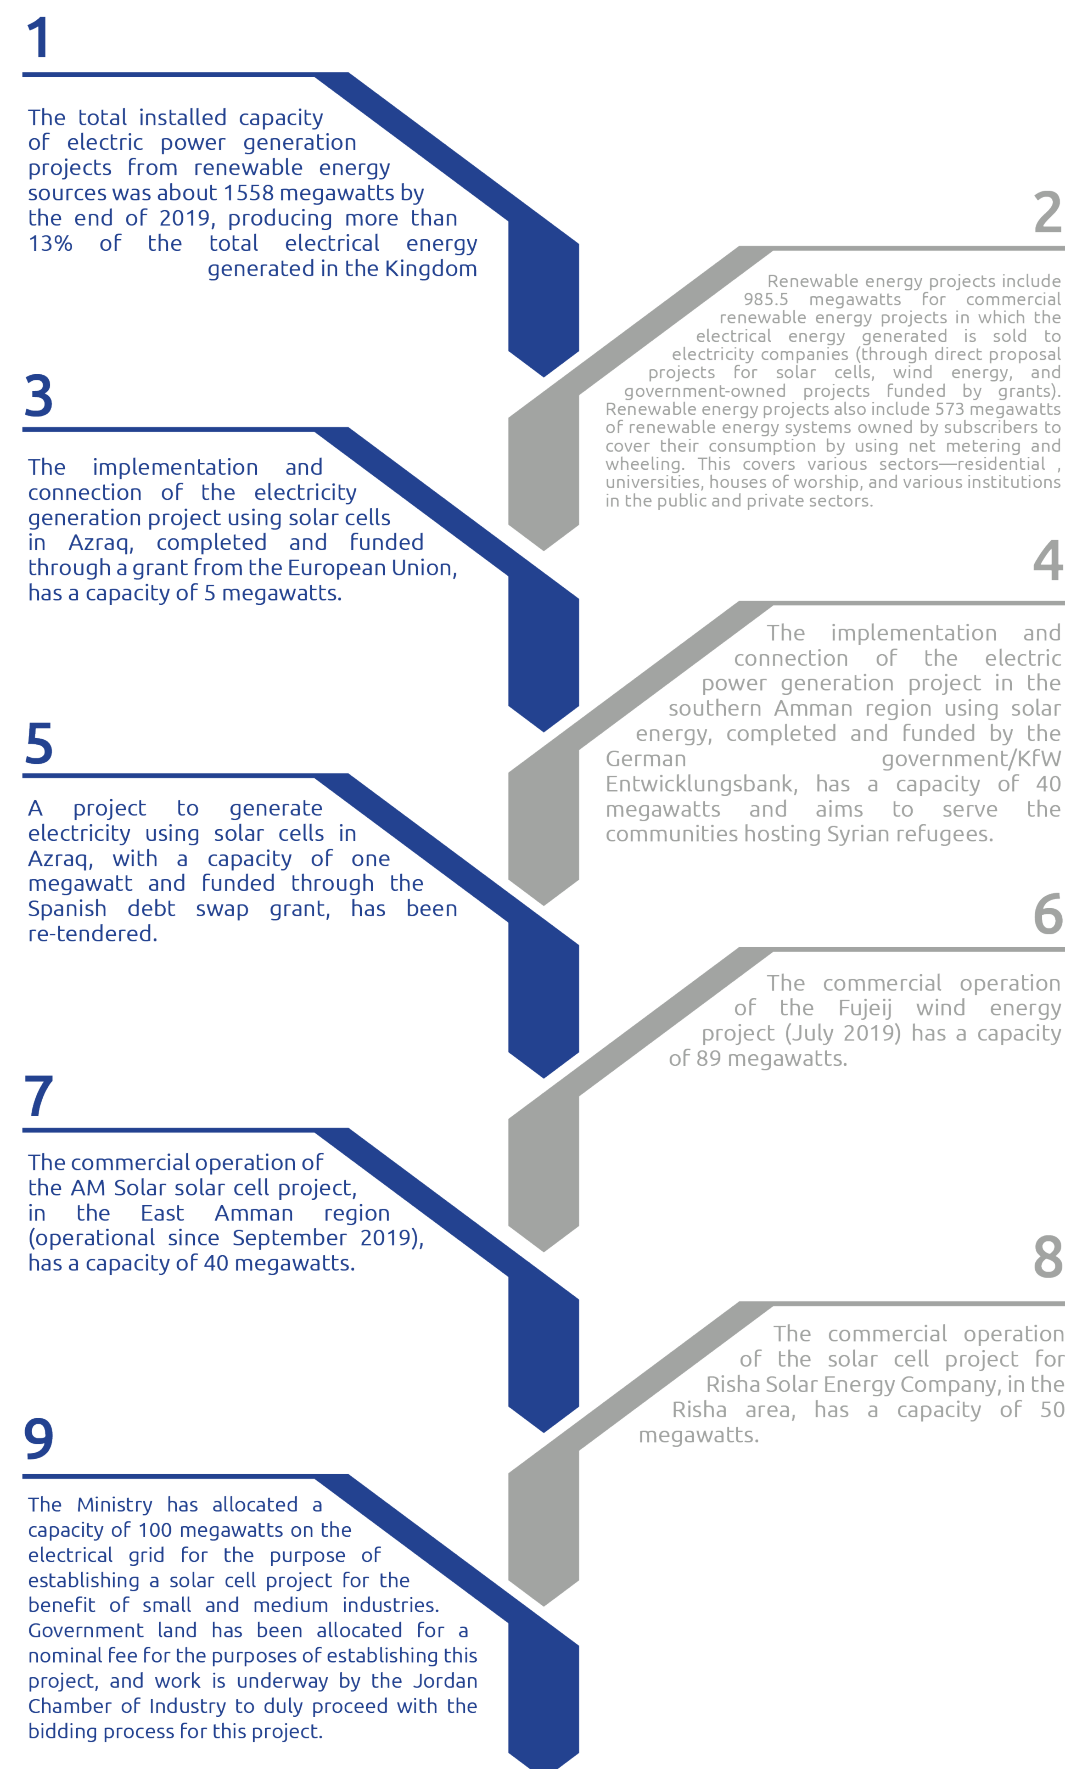 1
The total installed capacity
of electric power generation
projects from renewable energy
sources was about 1558 megawatts by
the end of 2019, producing more than
13% of the total electrical energy
generated in the Kingdom
2
Renewable energy projects include
985.5 megawatts for commercial
renewable energy projects in which the
electrical energy generated is sold to
electricity companies (through direct proposal
projects for solar cells, wind energy, and
government-owned projects funded by grants).
Renewable energy projects also include 573 megawatts
of renewable energy systems owned by subscribers to
cover their consumption by using net metering and
wheeling. This covers various sectors—residential ,
universities, houses of worship, and various institutions
in the public and private sectors.
3
The implementation and
connection of the electricity
generation project using solar cells
in Azraq, completed and funded
through a grant from the European Union,
has a capacity of 5 megawatts.
4
The implementation and
connection of the electric
power generation project in the
southern Amman region using solar
energy, completed and funded by the
German government/KfW
Entwicklungsbank, has a capacity of 40
megawatts and aims to serve the
communities hosting Syrian refugees.
5
A project to generate
electricity using solar cells in
Azraq, with a capacity of one
megawatt and funded through the
Spanish debt swap grant, has been
re-tendered.
6
The commercial operation
of the Fujeij wind energy
project (July 2019) has a capacity
of 89 megawatts.
7
The commercial operation of
the AM Solar solar cell project,
in the East Amman region
(operational since September 2019),
has a capacity of 40 megawatts.
8
The commercial operation
of the solar cell project for
Risha Solar Energy Company, in the
Risha area, has a capacity of 50
megawatts.
9
The Ministry has allocated a
capacity of 100 megawatts on the
electrical grid for the purpose of
establishing a solar cell project for the
benefit of small and medium industries.
Government land has been allocated for a
nominal fee for the purposes of establishing this
project, and work is underway by the Jordan
Chamber of Industry to duly proceed with the
bidding process for this project.